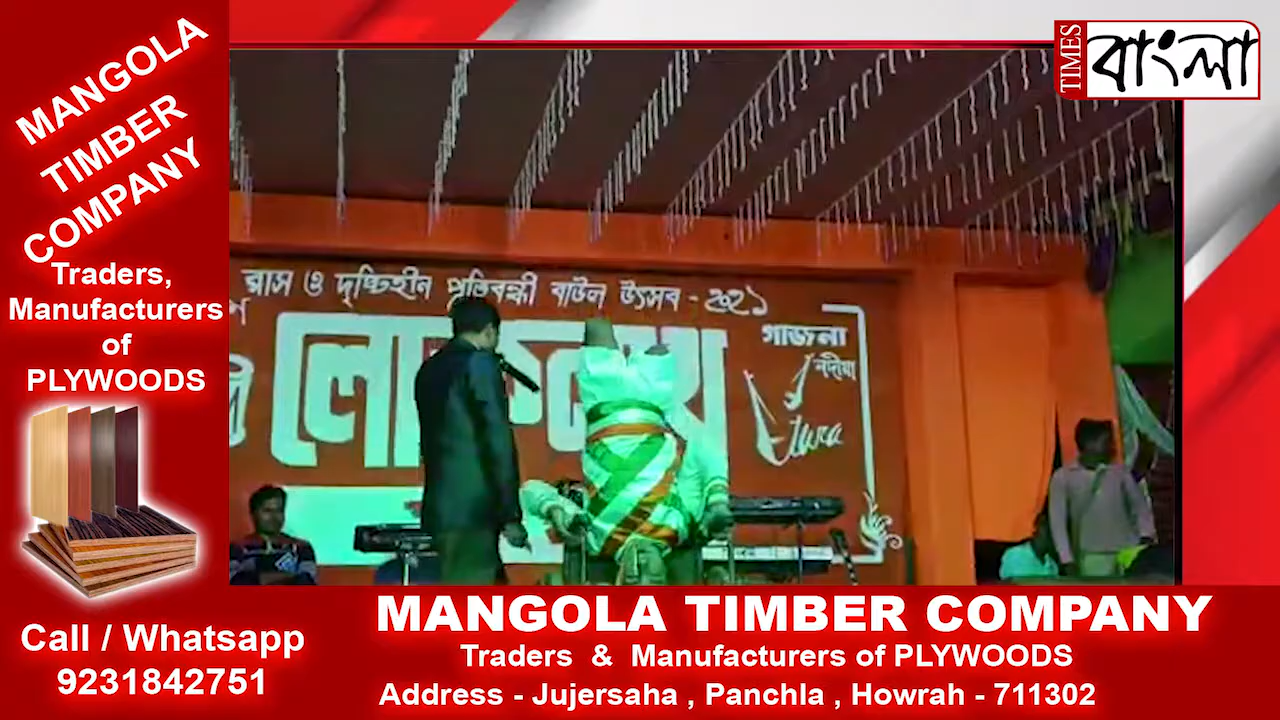 MANGOLA
TIMBER
COMPANY
Traders,
Manufacturers
of
PLYWOODS
Call / Whatsapp
9231842751
TIMES বাংলা
রাস ও দৃষ্টিহীন প্রতিবন্ধী বাউল উৎসব - ২০২১
গাজনা
নদীয়া
MANGOLA TIMBER COMPANY
Traders & Manufacturers of PLYWOODS
Address - Jujersaha , Panchla , Howrah - 711302